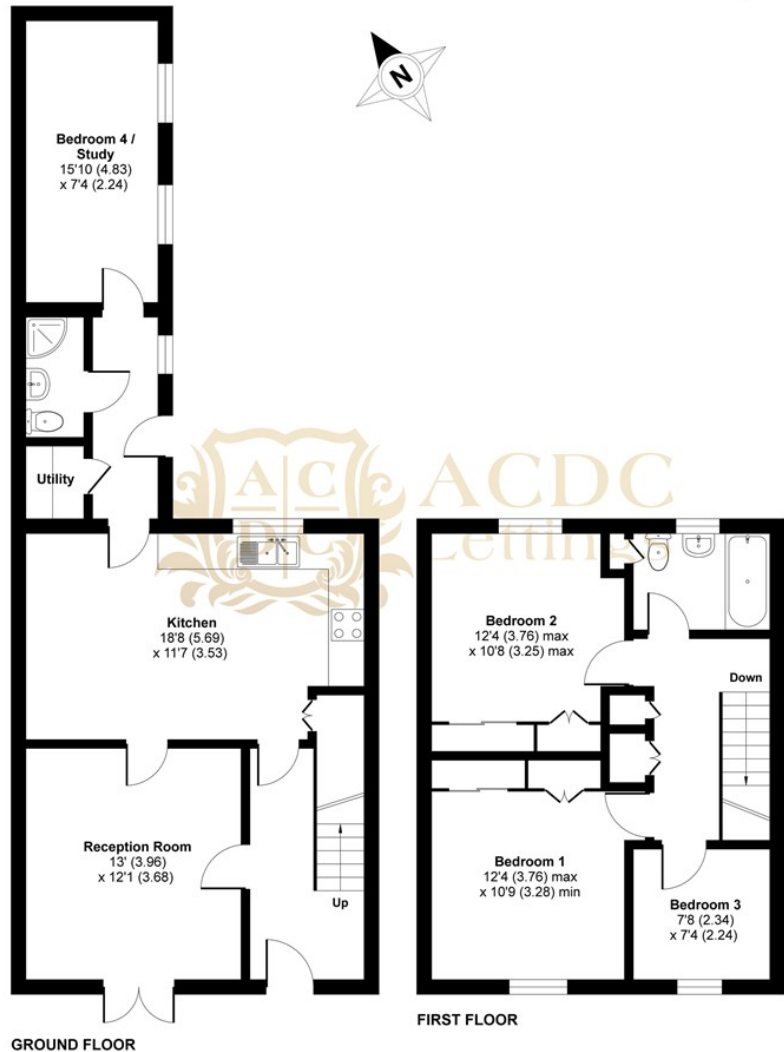 N
Bedroom 4 /
Study
15'10 (4.83)
x 7'4 (2.24)
Utility
A C
D C
ACDC
Lettings
Kitchen
18'8 (5.69)
x 11'7 (3.53)
Reception Room
13' (3.96)
x 12'1 (3.68)
Up
GROUND FLOOR
Bedroom 2
12'4 (3.76) max
x 10'8 (3.25) max
Down
Bedroom 1
12'4 (3.76) max
x 10'9 (3.28) min
Bedroom 3
7'8 (2.34)
x 7'4 (2.24)
FIRST FLOOR